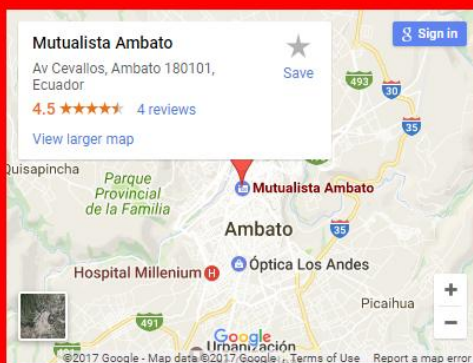 Mutualista Ambato
Av Cevallos, Ambato 180101,
Ecuador
4.5
4 reviews
View larger map
Save
Sign in
493
30
35
Quisapincha
Parque
Provincial
de la Familia
Mutualista Ambato
Ambato
35
Hospital Millenium H
Óptica Los Andes
Picaihua
491
Google
Urbanización
©2017 Google - Map data ©2017 Google
Terms of Use
Report a map error